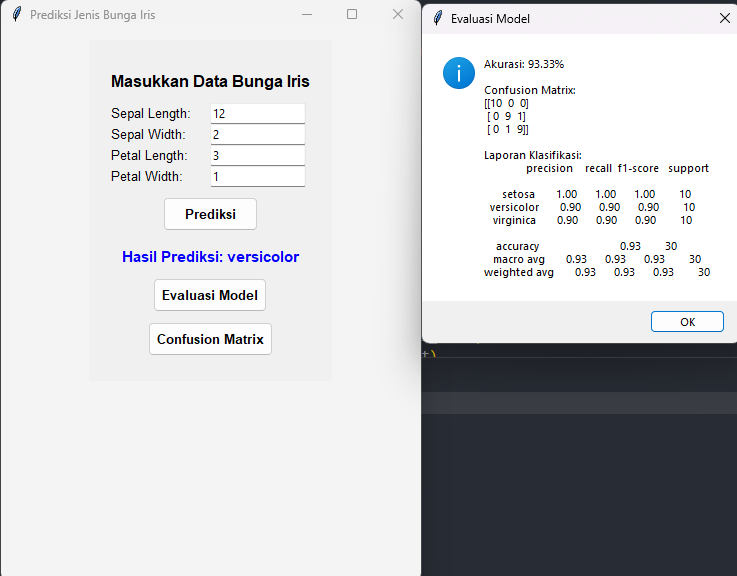 Prediksi Jenis Bunga Iris
Masukkan Data Bunga Iris
Sepal Length: 12
Sepal Width: 2
Petal Length: 3
Petal Width: 1
Prediksi
Hasil Prediksi: versicolor
Evaluasi Model
Confusion Matrix
Evaluasi Model
Akurasi: 93.33%
Confusion Matrix:
[[10 0 0]
[ 0 9 1]
[ 0 1 9]]
Laporan Klasifikasi:
precision recall f1-score support
setosa 1.00 1.00 1.00 10
versicolor 0.90 0.90 0.90 10
virginica 0.90 0.90 0.90 10
accuracy 0.93 30
macro avg 0.93 0.93 0.93 30
weighted avg 0.93 0.93 0.93 30
OK
t)